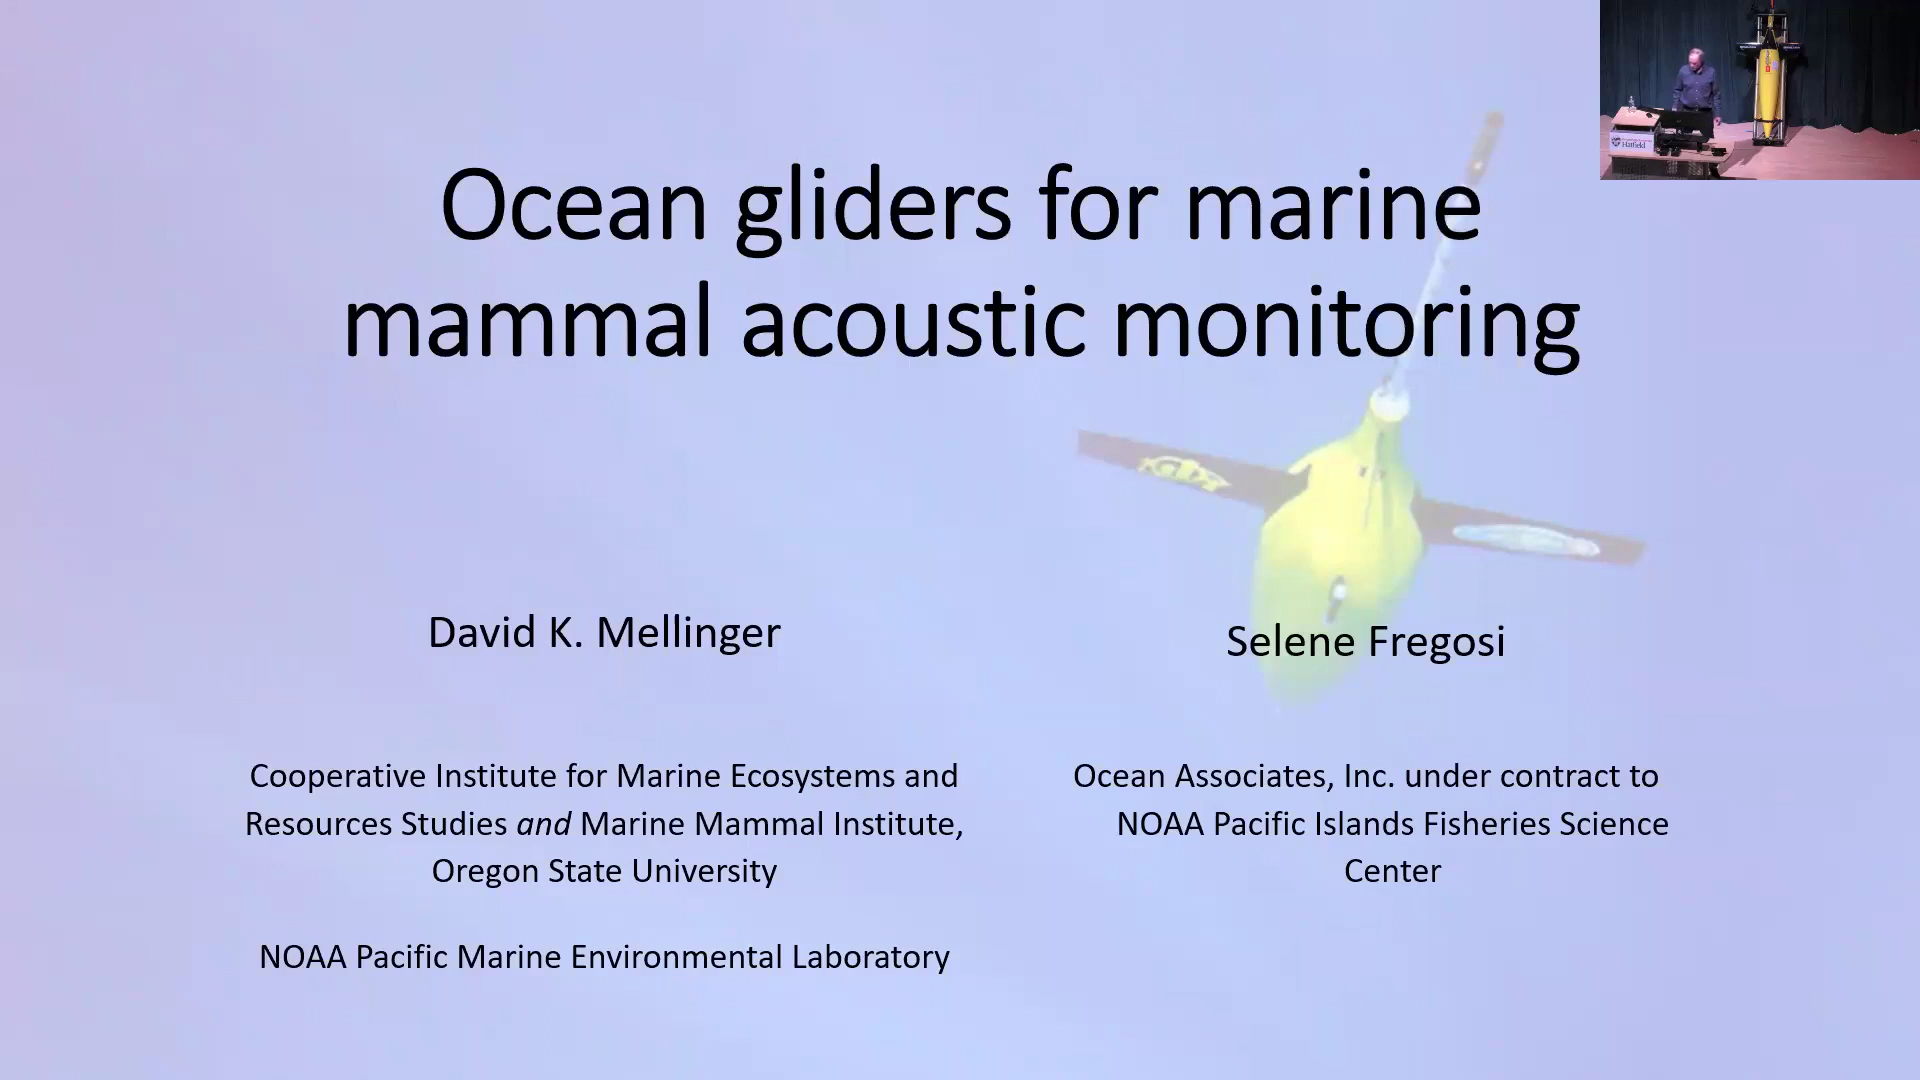 Ocean gliders for marine
mammal acoustic monitoring
David K. Mellinger
Selene Fregosi
Cooperative Institute for Marine Ecosystems and
Resources Studies and Marine Mammal Institute,
Oregon State University
NOAA Pacific Marine Environmental Laboratory
Ocean Associates, Inc. under contract to
NOAA Pacific Islands Fisheries Science
Center
Hatfield